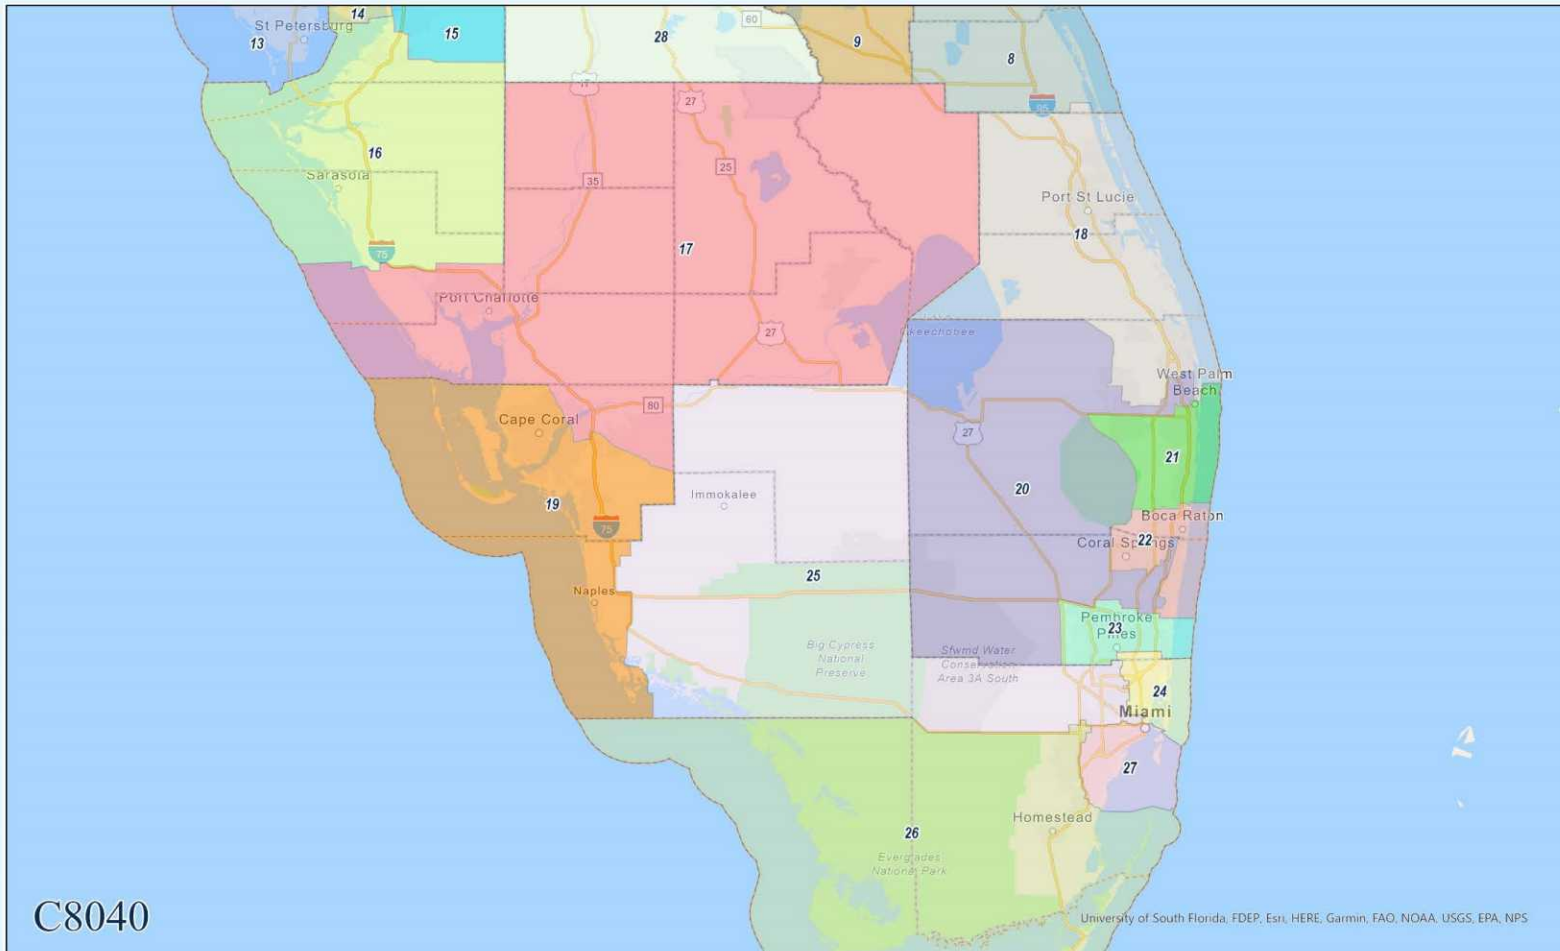 14
St Petersburg
13
15
28
60
9
8
17
27
95
16
25
35
Sarasota
Port St Lucie
18
17
75
Port Charlotte
27
Okeechobee
West Palm
Beach
80
Cape Coral
27
21
20
Immokalee
19
75
Boca Raton
22
Coral Springs
25
Naples
Pembroke
Pines
23
Big Cypress
National
Preserve
Sfwmd Water
Conservation
Area 3A South
24
Miami
27
Homestead
26
Everglades
National Park
C8040
University of South Florida, FDEP, Esri, HERE, Garmin, FAO, NOAA, USGS, EPA, NPS